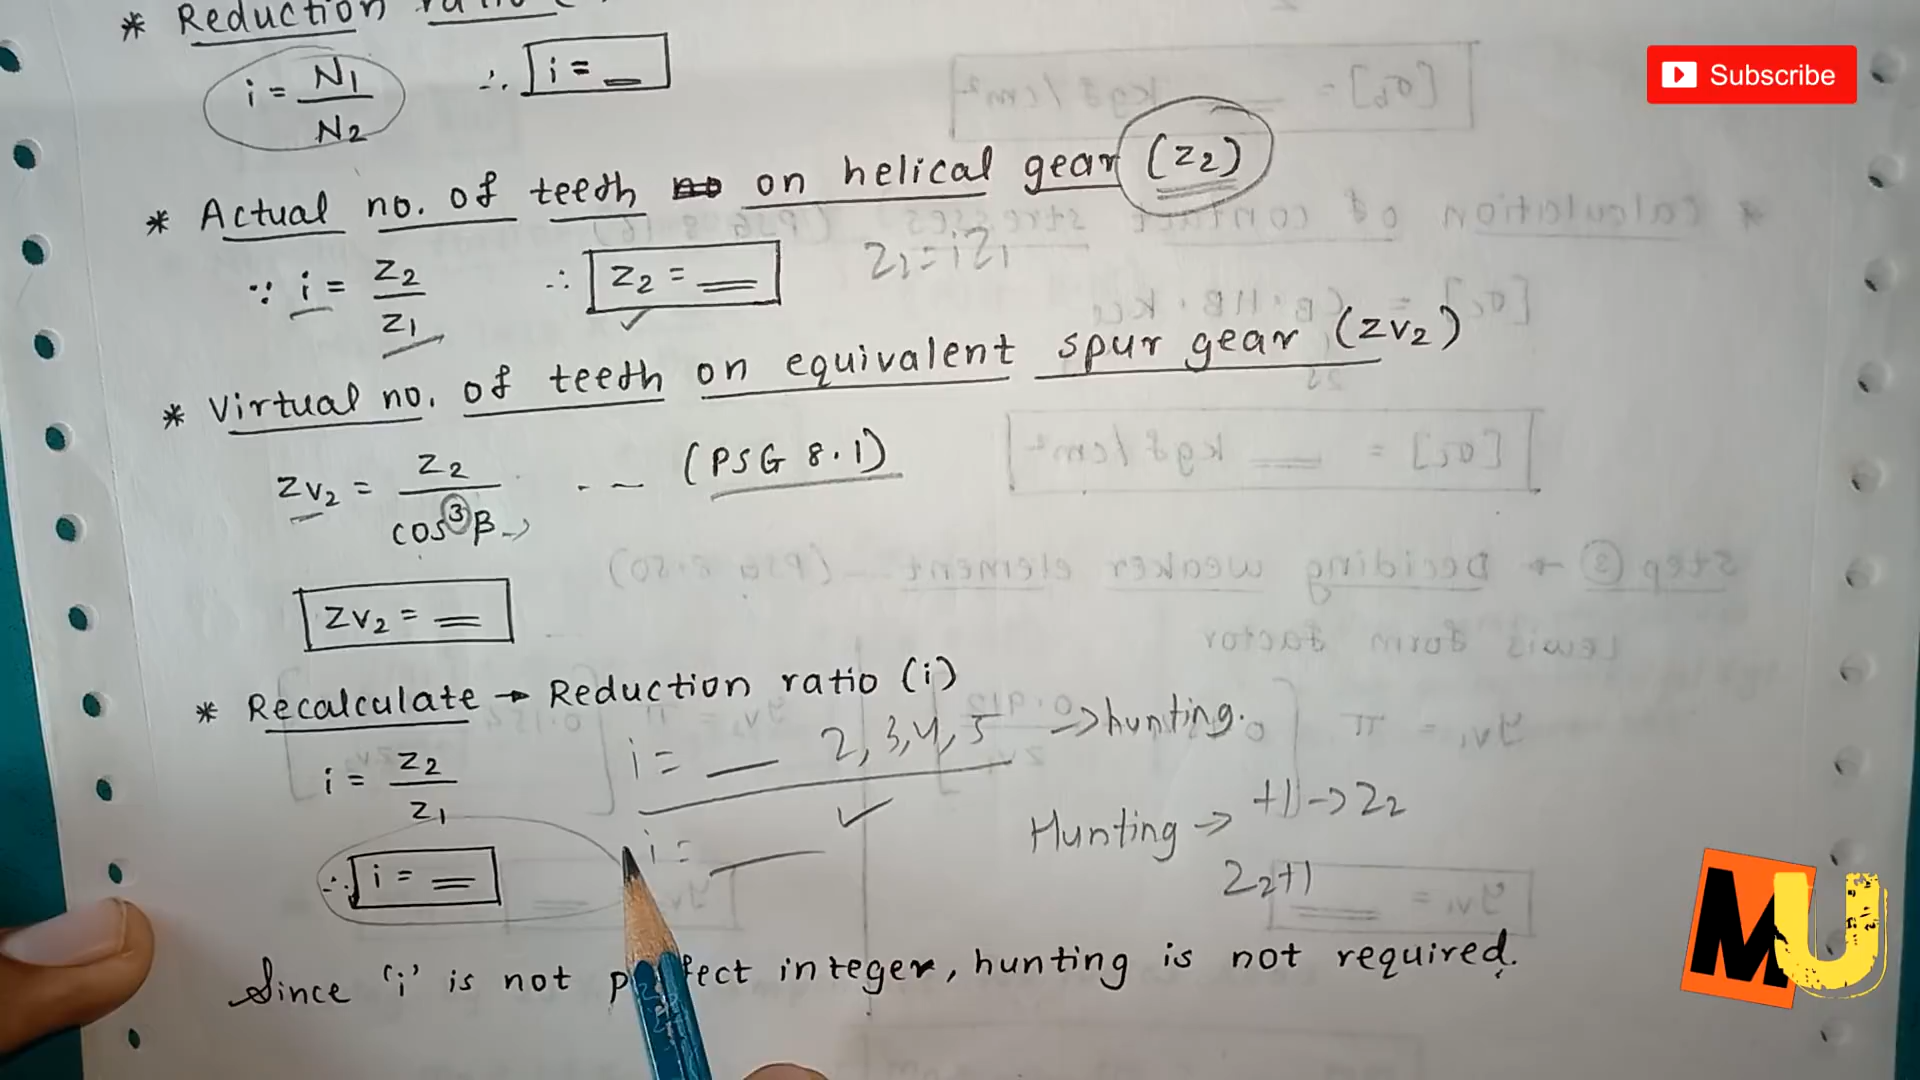 * Reduction ratio (
i = N1 / N2 ∴ i = _
* Actual no. of teeth on helical gear (Z2)
∵ i = Z2 / Z1 ∴ Z2 = __ Z2 = iZ1
* Virtual no. of teeth on equivalent spur gear (Zv2)
Zv2 = Z2 / cos³β -- (PSG 8.1)
Zv2 = __
* Recalculate → Reduction ratio (i)
i = __ 2, 3, 4, 5 → hunting.
i = Z2 / Z1
Hunting → +1 → Z2
i = __
Z2+1
∴ i = __
Since 'i' is not perfect integer, hunting is not required.
Subscribe
MU